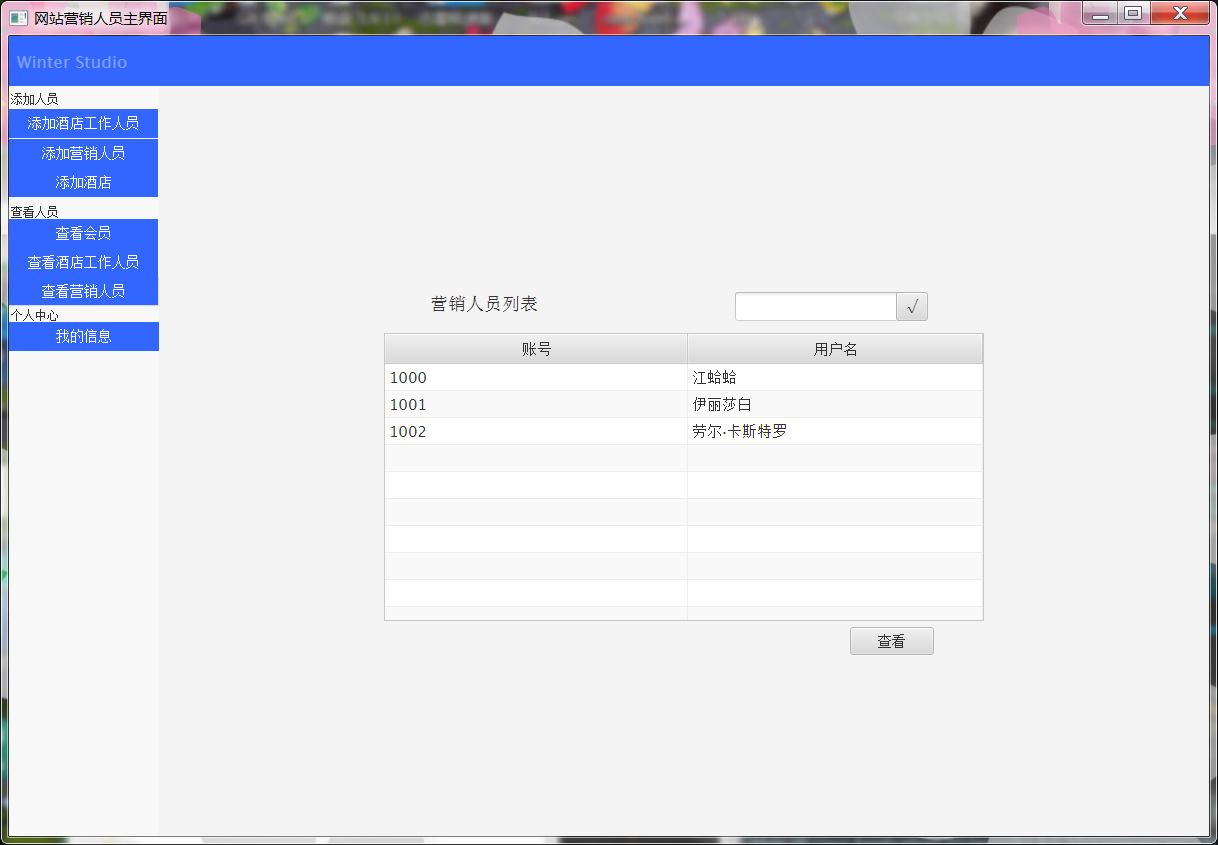 网站营销人员主界面
Winter Studio
添加人员
添加酒店工作人员
添加营销人员
添加酒店
查看人员
查看会员
查看酒店工作人员
查看营销人员
个人中心
我的信息
营销人员列表
√
账号 用户名
1000 江蛤蛤
1001 伊丽莎白
1002 劳尔·卡斯特罗
查看